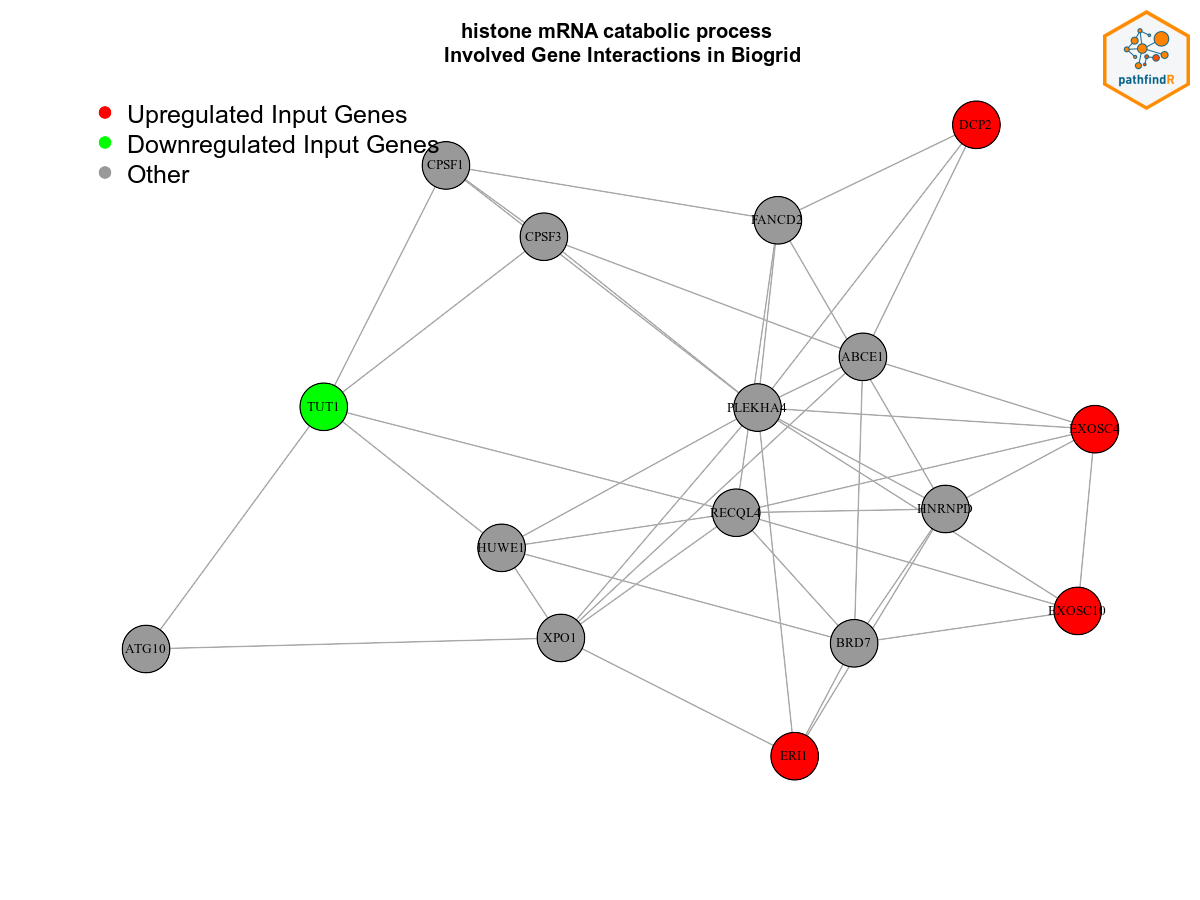 histone mRNA catabolic process
Involved Gene Interactions in Biogrid
pathfindR
Upregulated Input Genes
Downregulated Input Genes
Other
DCP2
CPSF1
FANCD2
CPSF3
ABCE1
TUT1
PLEKHA4
EXOSC4
RECQL4
HNRNPD
HUWE1
EXOSC10
XPO1
BRD7
ATG10
ERI1